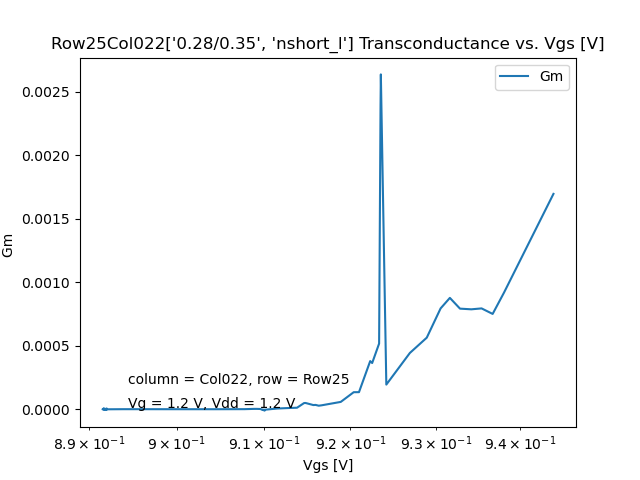 Row25Col022['0.28/0.35', 'nshort_l'] Transconductance vs. Vgs [V]
Gm
0.0025
0.0020
0.0015
0.0010
0.0005
0.0000
Gm
column = Col022, row = Row25
Vg = 1.2 V, Vdd = 1.2 V
8.9 × 10⁻¹ 9 × 10⁻¹ 9.1 × 10⁻¹ 9.2 × 10⁻¹ 9.3 × 10⁻¹ 9.4 × 10⁻¹
Vgs [V]